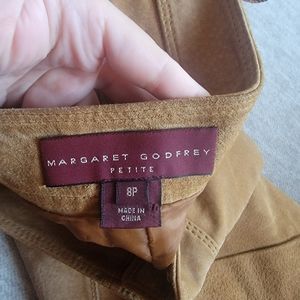 MARGARET GODFREY
PETITE
8P
MADE IN
CHINA